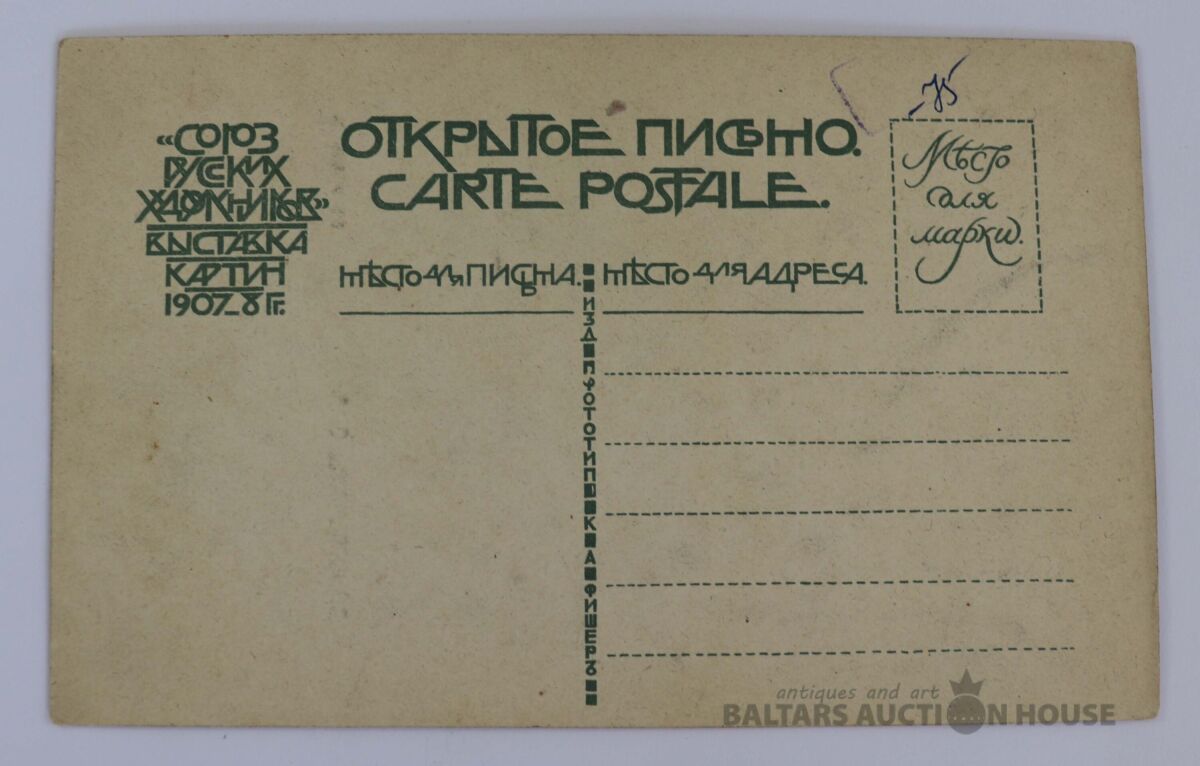 «СОЮЗ
РУССКИХ
ХУДОЖНИКОВЪ»
ВЫСТАВКА
КАРТИН
1907_8 ГГ.
ОТКРЫТОЕ ПИСЬМО.
CARTE POSTALE.
75
Мѣсто
для
марки.
МѢСТО ДЛЯ ПИСЬМА.
МѢСТО ДЛЯ АДРЕСА.
ИЗД ФОТОТИПІИ К А ФИШЕРЪ
antiques and art
BALTARS AUCTION HOUSE